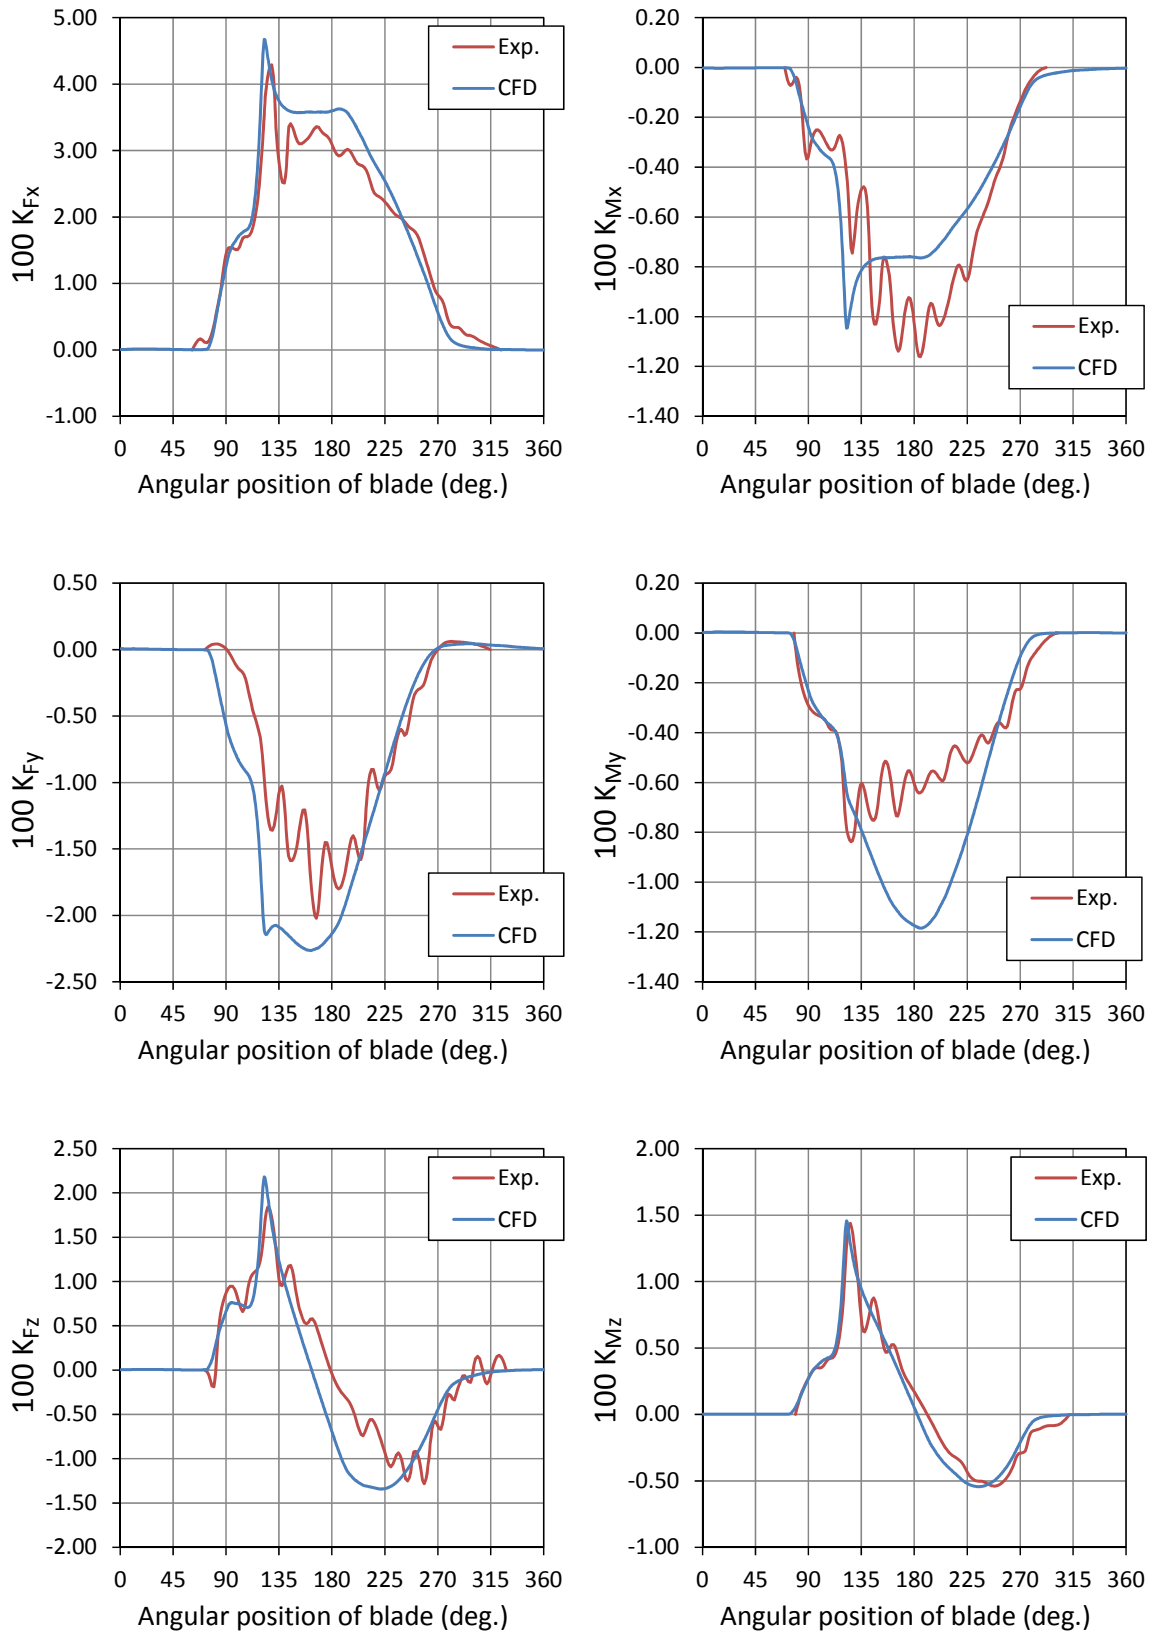 5.00
4.00
3.00
2.00
1.00
0.00
-1.00
100 KFx
0 45 90 135 180 225 270 315 360
Angular position of blade (deg.)
Exp.
CFD
0.20
0.00
-0.20
-0.40
-0.60
-0.80
-1.00
-1.20
-1.40
100 KMx
0 45 90 135 180 225 270 315 360
Angular position of blade (deg.)
Exp.
CFD
0.50
0.00
-0.50
-1.00
-1.50
-2.00
-2.50
100 KFy
0 45 90 135 180 225 270 315 360
Angular position of blade (deg.)
Exp.
CFD
0.20
0.00
-0.20
-0.40
-0.60
-0.80
-1.00
-1.20
-1.40
100 KMy
0 45 90 135 180 225 270 315 360
Angular position of blade (deg.)
Exp.
CFD
2.50
2.00
1.50
1.00
0.50
0.00
-0.50
-1.00
-1.50
-2.00
100 KFz
0 45 90 135 180 225 270 315 360
Angular position of blade (deg.)
Exp.
CFD
2.00
1.50
1.00
0.50
0.00
-0.50
-1.00
100 KMz
0 45 90 135 180 225 270 315 360
Angular position of blade (deg.)
Exp.
CFD